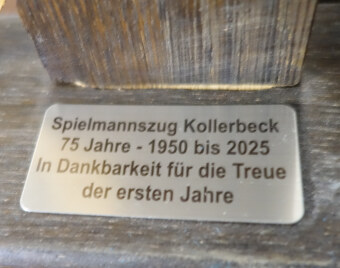 Spielmannszug Kollerbeck
75 Jahre - 1950 bis 2025
In Dankbarkeit für die Treue
der ersten Jahre